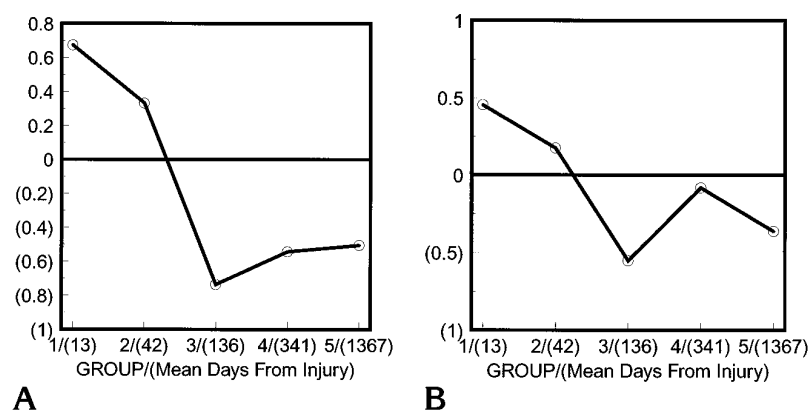 0.8
0.6
0.4
0.2
0
(0.2)
(0.4)
(0.6)
(0.8)
(1)
1/(13) 2/(42) 3/(136) 4/(341) 5/(1367)
GROUP/(Mean Days From Injury)
A
1
0.5
0
(0.5)
(1)
1/(13) 2/(42) 3/(136) 4/(341) 5/(1367)
GROUP/(Mean Days From Injury)
B